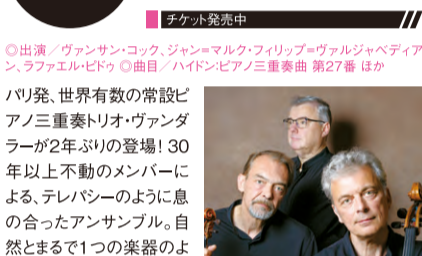 チケット発売中
◎出演／ヴァンサン・コック、ジャン=マルク・フィリップ=ヴァルジャベディア
ン、ラファエル・ピドゥ ◎曲目／ハイドン:ピアノ三重奏曲 第27番 ほか
パリ発、世界有数の常設ピ
アノ三重奏トリオ・ヴァンダ
ラーが2年ぶりの登場！30
年以上不動のメンバーに
よる、テレパシーのように息
の合ったアンサンブル。自
然とまるで1つの楽器のよ